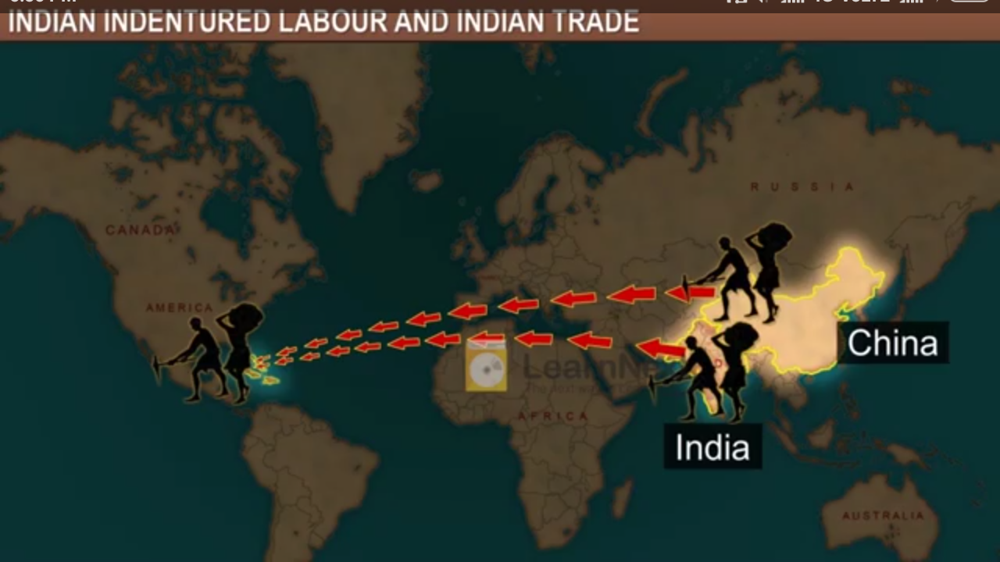 INDIAN INDENTURED LABOUR AND INDIAN TRADE
RUSSIA
CANADA
AMERICA
China
AFRICA
India
AUSTRALIA